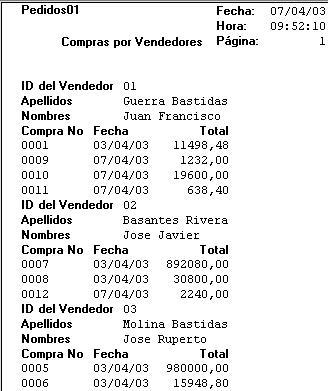 Pedidos01 Fecha: 07/04/03
Hora: 09:52:10
Compras por Vendedores Página: 1
ID del Vendedor 01
Apellidos Guerra Bastidas
Nombres Juan Francisco
Compra No Fecha Total
0001 03/04/03 11498,48
0009 07/04/03 1232,00
0010 07/04/03 19600,00
0011 07/04/03 638,40
ID del Vendedor 02
Apellidos Basantes Rivera
Nombres Jose Javier
Compra No Fecha Total
0007 03/04/03 892080,00
0008 03/04/03 30800,00
0012 07/04/03 2240,00
ID del Vendedor 03
Apellidos Molina Bastidas
Nombres Jose Ruperto
Compra No Fecha Total
0005 03/04/03 980000,00
0006 03/04/03 15948,80